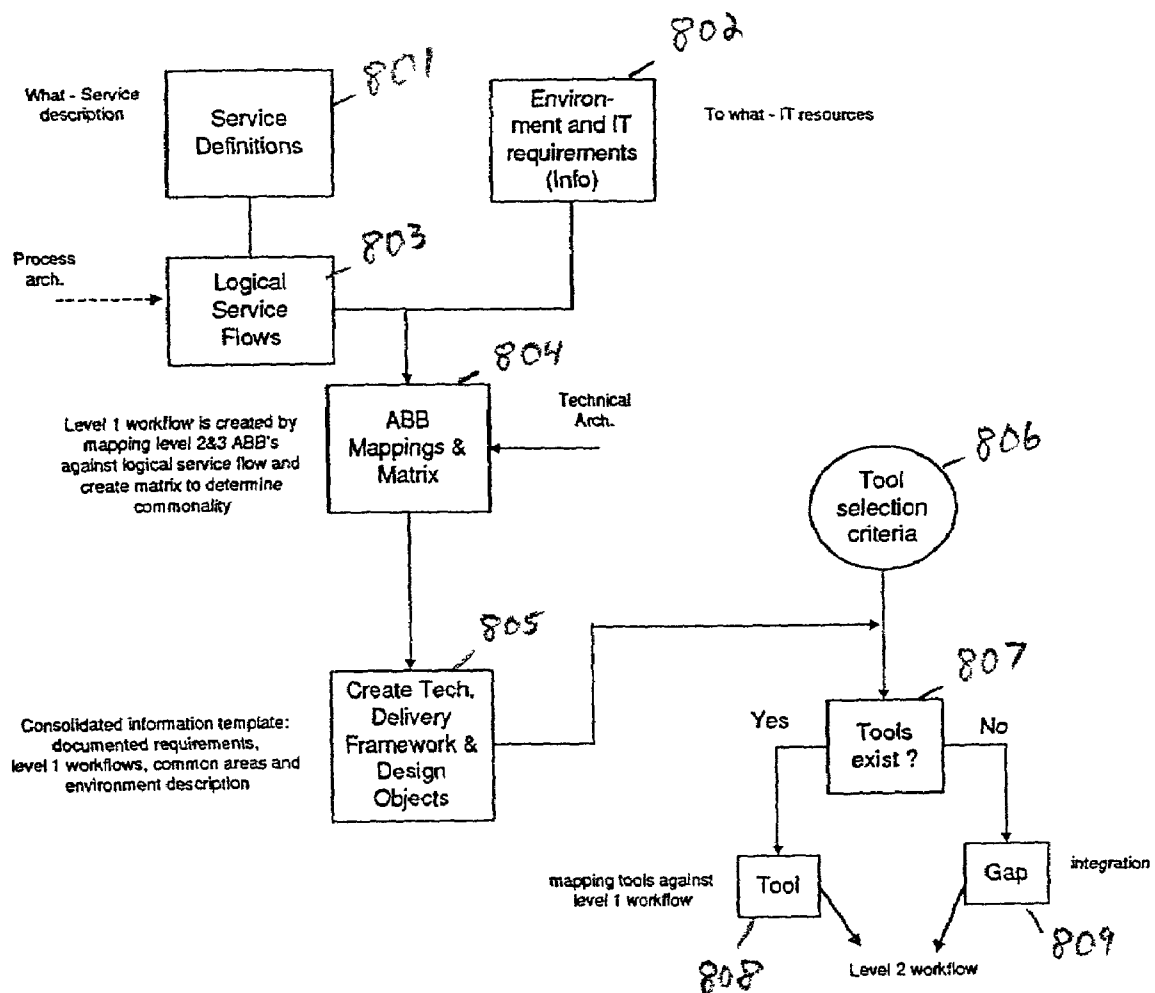 801
802
What - Service
description
Service
Definitions
Environ-
ment and IT
requirements
(Info)
To what - IT resources
803
Process
arch.
Logical
Service
Flows
804
Level 1 workflow is created by
mapping level 2&3 ABB's
against logical service flow and
create matrix to determine
commonality
ABB
Mappings &
Matrix
Technical
Arch.
806
Tool
selection
criteria
805
Consolidated information template:
documented requirements,
level 1 workflows, common areas and
environment description
Create Tech.
Delivery
Framework &
Design
Objects
807
Yes
Tools
exist ?
No
mapping tools against
level 1 workflow
Tool
Gap
integration
808
809
Level 2 workflow